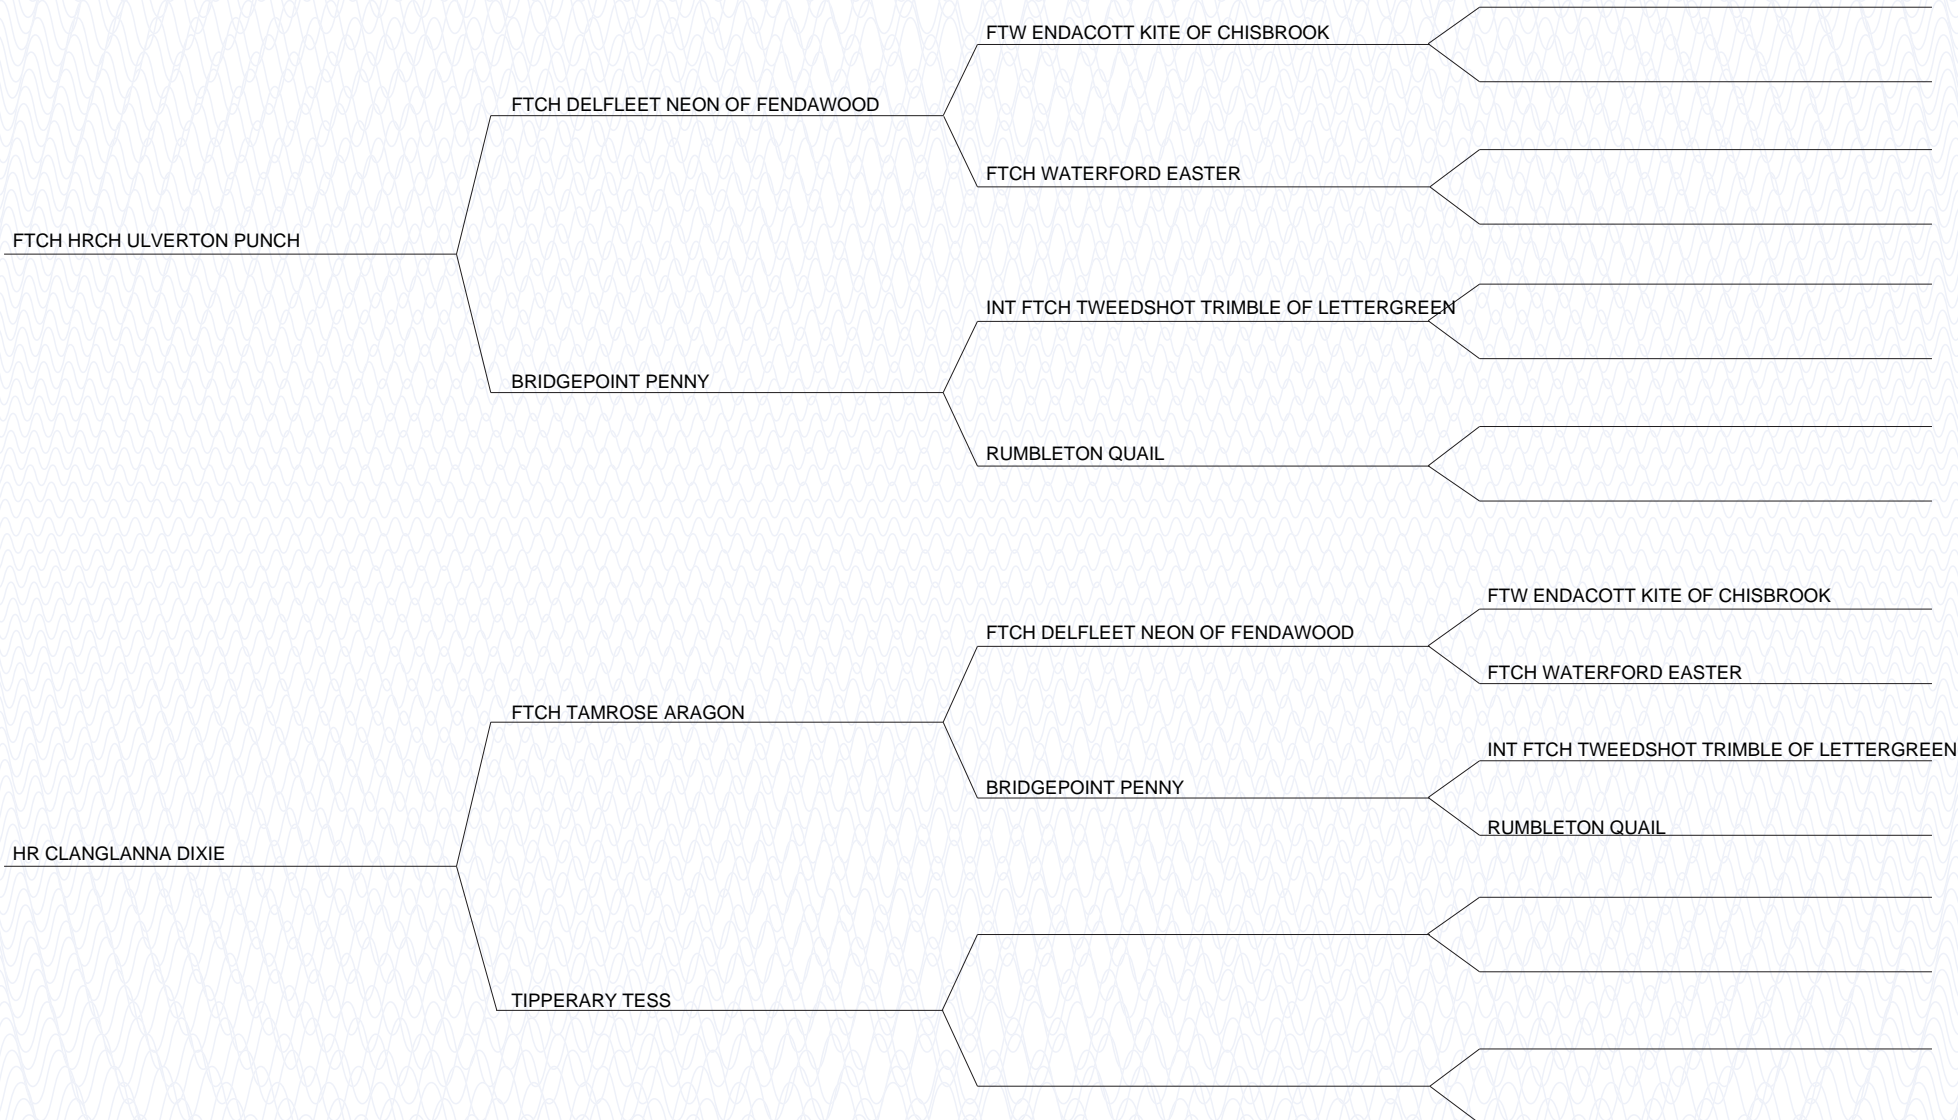 FTW ENDACOTT KITE OF CHISBROOK
FTCH DELFLEET NEON OF FENDAWOOD
FTCH WATERFORD EASTER
FTCH HRCH ULVERTON PUNCH
INT FTCH TWEEDSHOT TRIMBLE OF LETTERGREEN
BRIDGEPOINT PENNY
RUMBLETON QUAIL
FTW ENDACOTT KITE OF CHISBROOK
FTCH DELFLEET NEON OF FENDAWOOD
FTCH WATERFORD EASTER
FTCH TAMROSE ARAGON
INT FTCH TWEEDSHOT TRIMBLE OF LETTERGREEN
BRIDGEPOINT PENNY
RUMBLETON QUAIL
HR CLANGLANNA DIXIE
TIPPERARY TESS